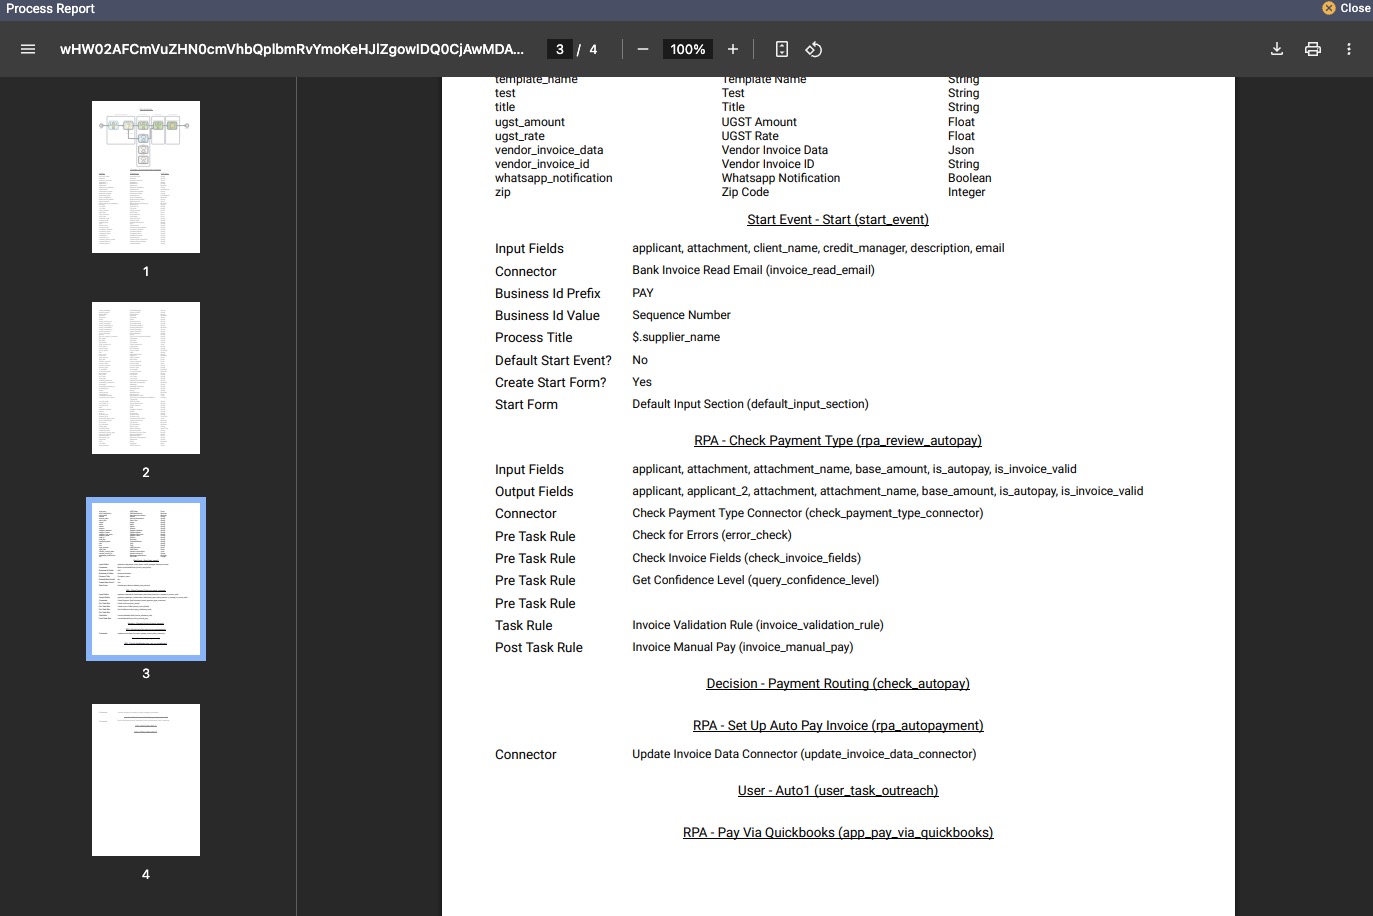 Process Report
Close
wHW02AFCmVuZHN0cmVhbQplbmRvYmoKeHJlZgowIDQ0CjAwMDA...
3 / 4
100%
template_name Template Name String
test Test String
title Title String
ugst_amount UGST Amount Float
ugst_rate UGST Rate Float
vendor_invoice_data Vendor Invoice Data Json
vendor_invoice_id Vendor Invoice ID String
whatsapp_notification Whatsapp Notification Boolean
zip Zip Code Integer
Start Event - Start (start_event)
Input Fields applicant, attachment, client_name, credit_manager, description, email
Connector Bank Invoice Read Email (invoice_read_email)
Business Id Prefix PAY
Business Id Value Sequence Number
Process Title $.supplier_name
Default Start Event? No
Create Start Form? Yes
Start Form Default Input Section (default_input_section)
RPA - Check Payment Type (rpa_review_autopay)
Input Fields applicant, attachment, attachment_name, base_amount, is_autopay, is_invoice_valid
Output Fields applicant, applicant_2, attachment, attachment_name, base_amount, is_autopay, is_invoice_valid
Connector Check Payment Type Connector (check_payment_type_connector)
Pre Task Rule Check for Errors (error_check)
Pre Task Rule Check Invoice Fields (check_invoice_fields)
Pre Task Rule Get Confidence Level (query_confidence_level)
Pre Task Rule
Task Rule Invoice Validation Rule (invoice_validation_rule)
Post Task Rule Invoice Manual Pay (invoice_manual_pay)
Decision - Payment Routing (check_autopay)
RPA - Set Up Auto Pay Invoice (rpa_autopayment)
Connector Update Invoice Data Connector (update_invoice_data_connector)
User - Auto1 (user_task_outreach)
RPA - Pay Via Quickbooks (app_pay_via_quickbooks)
1
2
3
4